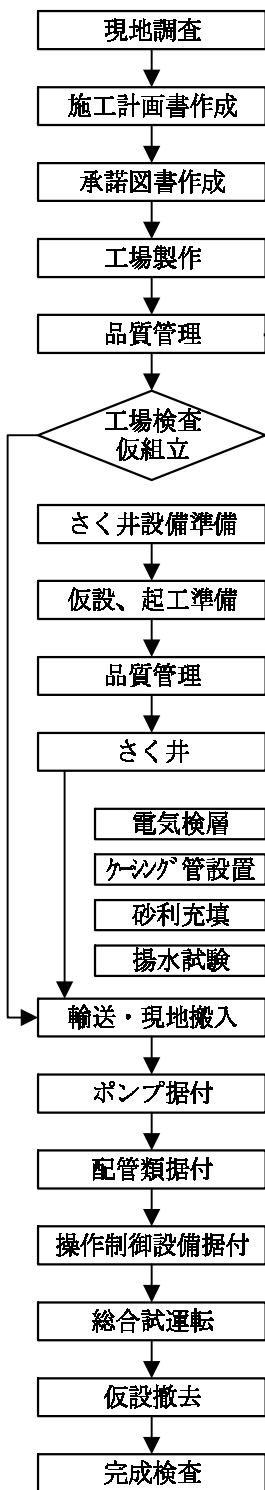 現地調査
施工計画書作成
承諾図書作成
工場製作
品質管理
工場検査
仮組立
さく井設備準備
仮設、起工準備
品質管理
さく井
電気検層
ｹｰｼﾝｸﾞ管設置
砂利充填
揚水試験
輸送・現地搬入
ポンプ据付
配管類据付
操作制御設備据付
総合試運転
仮設撤去
完成検査